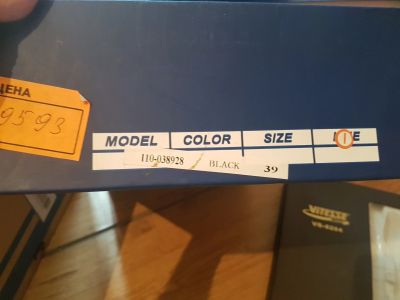 ЦЕНА
9593
MODEL COLOR SIZE
110-038928 BLACK 39
VITESSE